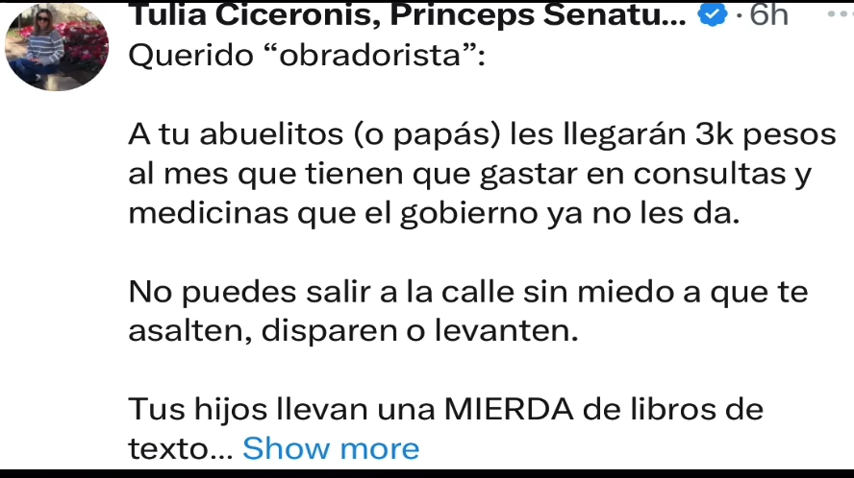 Tulia Ciceronis, Princeps Senatu... · 6h
Querido “obradorista”:
A tu abuelitos (o papás) les llegarán 3k pesos
al mes que tienen que gastar en consultas y
medicinas que el gobierno ya no les da.
No puedes salir a la calle sin miedo a que te
asalten, disparen o levanten.
Tus hijos llevan una MIERDA de libros de
texto... Show more